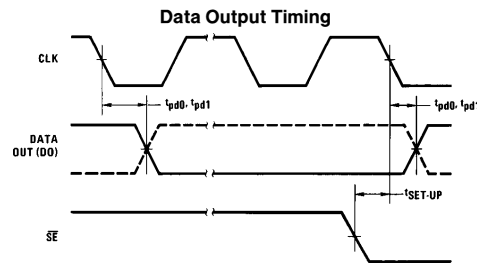 Data Output Timing
CLK
tpd0, tpd1
tpd0, tpd1
DATA
OUT (DO)
tSET-UP
SE